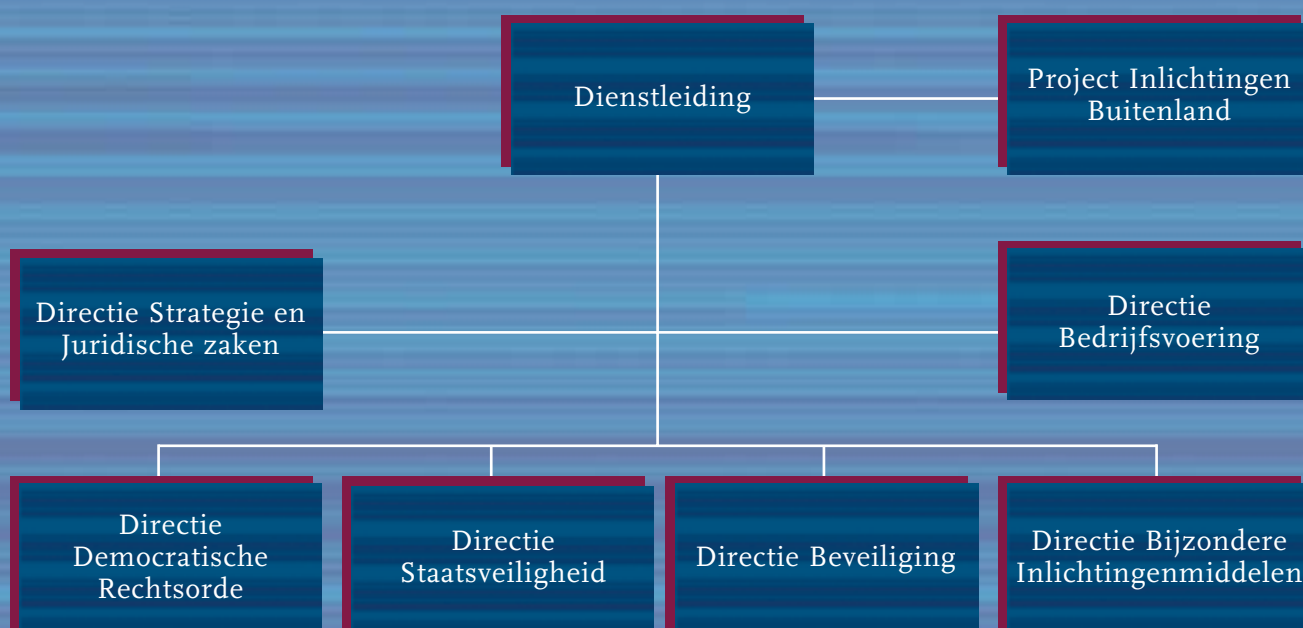 Dienstleiding
Project Inlichtingen
Buitenland
Directie Strategie en
Juridische zaken
Directie
Bedrijfsvoering
Directie
Democratische
Rechtsorde
Directie
Staatsveiligheid
Directie Beveiliging
Directie Bijzondere
Inlichtingenmiddelen